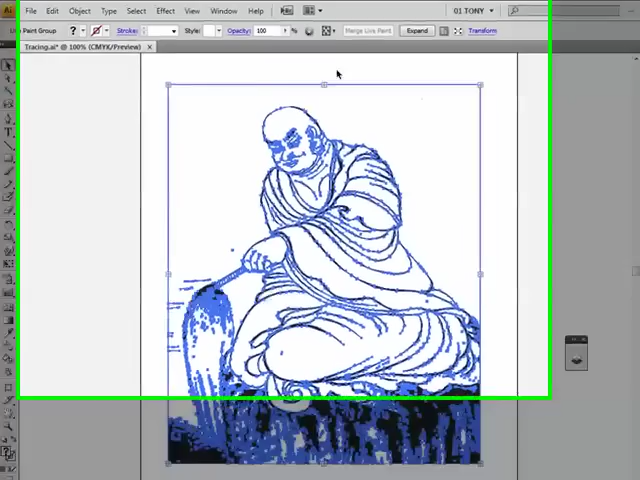 Ai File Edit Object Type Select Effect View Window Help 01 TONY
Paint Group ? Stroke: Style: Opacity: 100 % Merge Live Paint Expand Transform
Tracing.ai* @ 100% (CMYK/Preview) ×